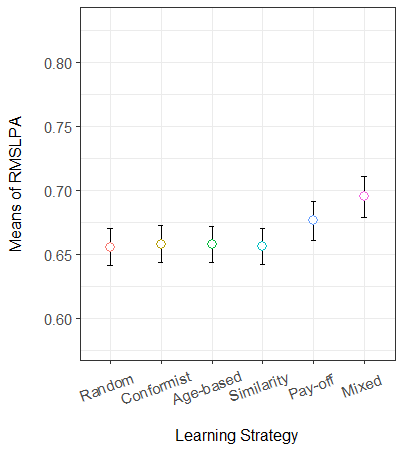 Means of RMSLPA
0.80
0.75
0.70
0.65
0.60
Random
Conformist
Age-based
Similarity
Pay-off
Mixed
Learning Strategy